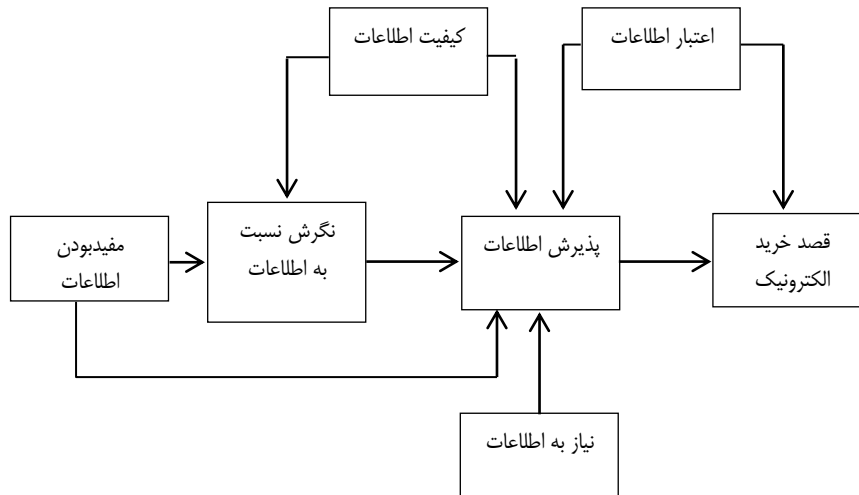 کیفیت اطلاعات
اعتبار اطلاعات
قصد خرید
الکترونیک
پذیرش اطلاعات
نگرش نسبت
به اطلاعات
مفیدبودن
اطلاعات
نیاز به اطلاعات